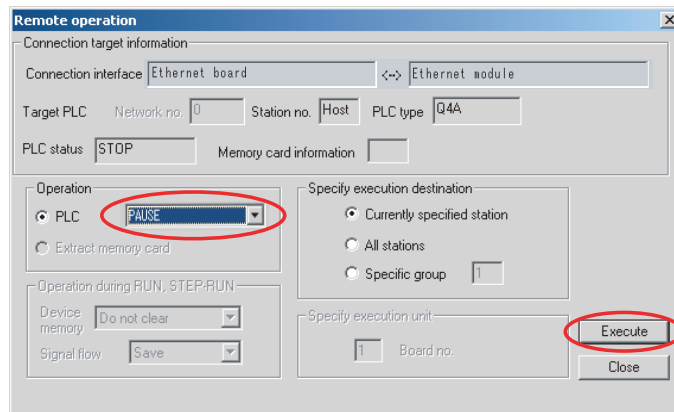 Remote operation
Connection target information
Connection interface Ethernet board <--> Ethernet module
Target PLC Network no. 0 Station no. Host PLC type Q4A
PLC status STOP Memory card information
Operation Specify execution destination
PLC PAUSE Currently specified station
Extract memory card All stations
Operation during RUN, STEP-RUN Specific group 1
Device memory Do not clear Specify execution unit Execute
Signal flow Save 1 Board no. Close